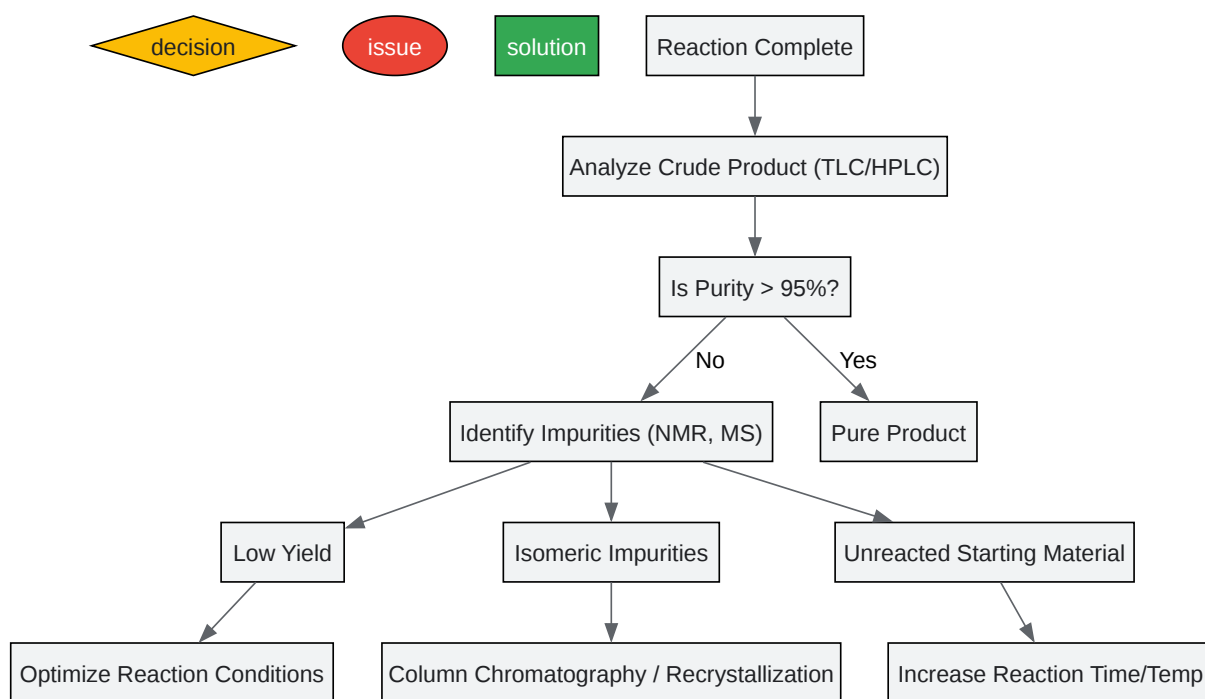 decision
issue
solution
Reaction Complete
Analyze Crude Product (TLC/HPLC)
Is Purity > 95%?
No
Yes
Identify Impurities (NMR, MS)
Pure Product
Low Yield
Isomeric Impurities
Unreacted Starting Material
Optimize Reaction Conditions
Column Chromatography / Recrystallization
Increase Reaction Time/Temp